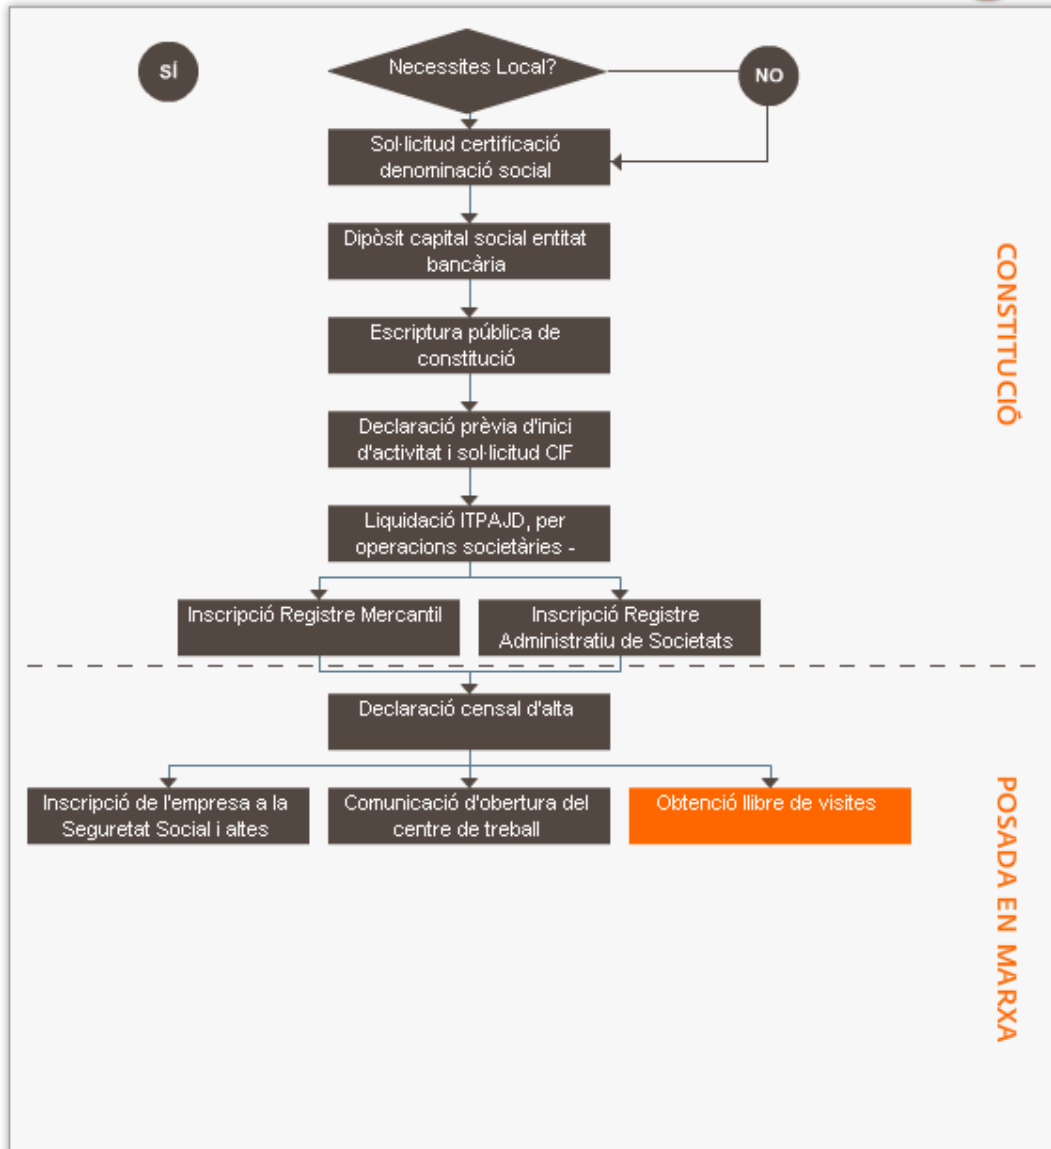 SÍ
Necessites Local?
NO
Sol·licitud certificació
denominació social
Dipòsit capital social entitat
bancària
CONSTITUCIÓ
Escriptura pública de
constitució
Declaració prèvia d'inici
d'activitat i sol·licitud CIF
Liquidació ITPAJD, per
operacions societàries -
Inscripció Registre Mercantil
Inscripció Registre
Administratiu de Societats
Declaració censal d'alta
Inscripció de l'empresa a la
Seguretat Social i altes
Comunicació d'obertura del
centre de treball
Obtenció llibre de visites
POSADA EN MARXA